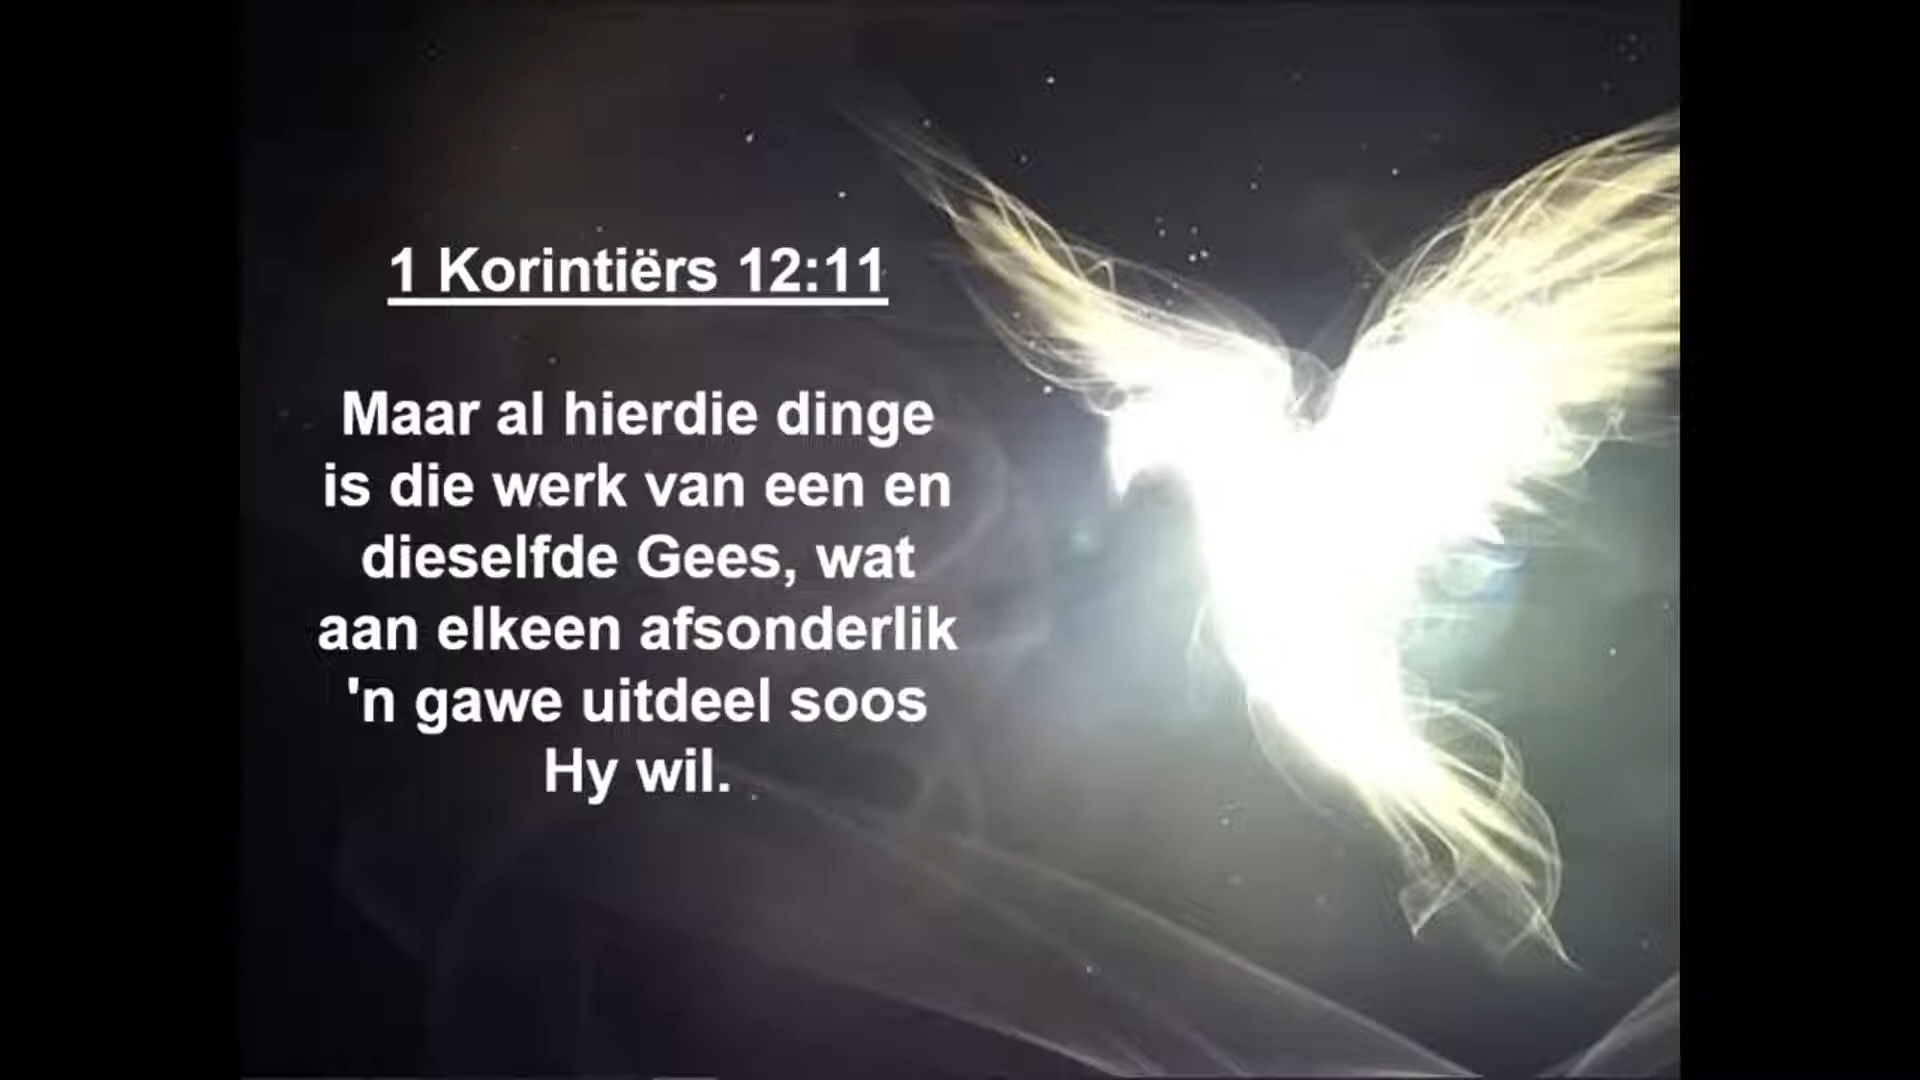 1 Korintiërs 12:11
Maar al hierdie dinge
is die werk van een en
dieselfde Gees, wat
aan elkeen afsonderlik
'n gawe uitdeel soos
Hy wil.